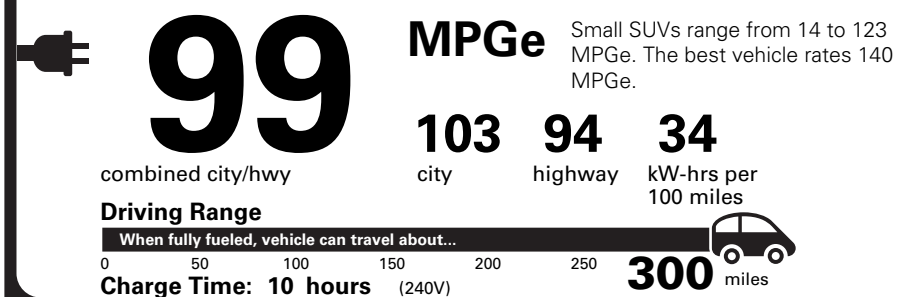 99
MPGe
Small SUVs range from 14 to 123
MPGe. The best vehicle rates 140
MPGe.
combined city/hwy
103
city
94
highway
34
kW-hrs per
100 miles
Driving Range
When fully fueled, vehicle can travel about...
0 50 100 150 200 250 300 miles
Charge Time: 10 hours (240V)